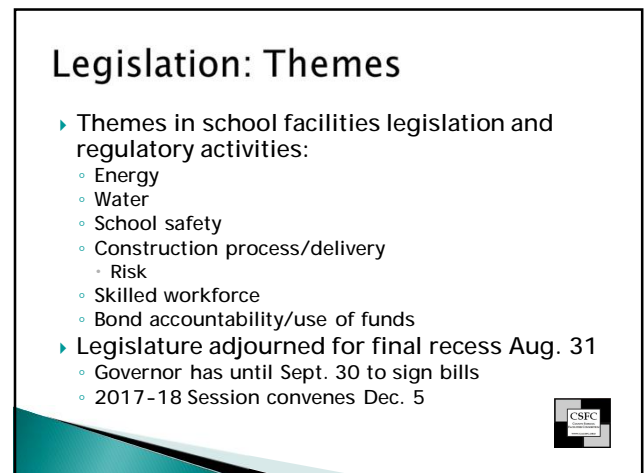 Legislation: Themes
Themes in school facilities legislation and
regulatory activities:
Energy
Water
School safety
Construction process/delivery
Risk
Skilled workforce
Bond accountability/use of funds
Legislature adjourned for final recess Aug. 31
Governor has until Sept. 30 to sign bills
2017-18 Session convenes Dec. 5
CSFC